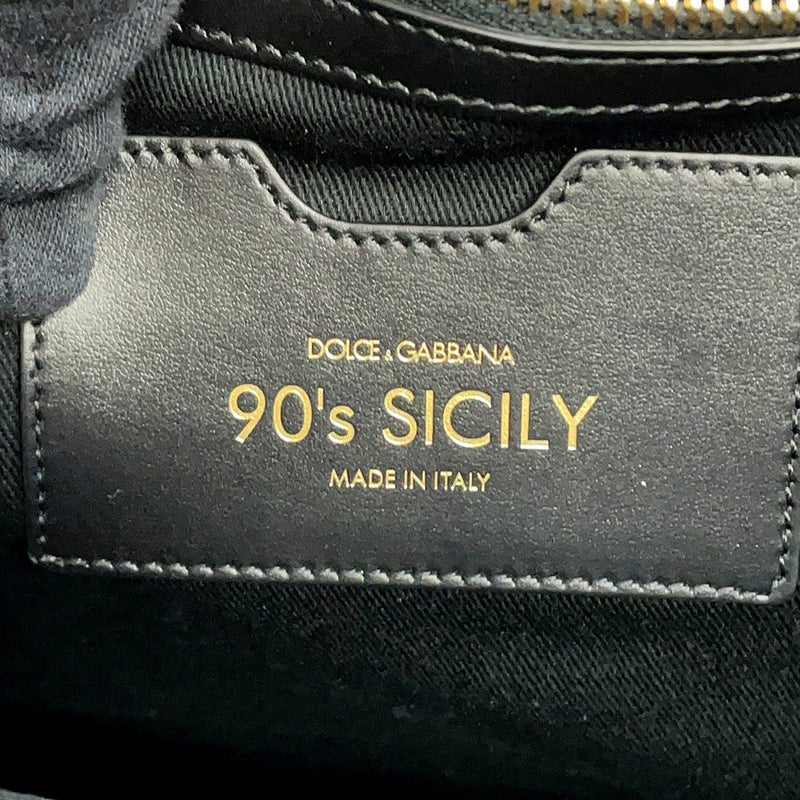 DOLCE & GABBANA
90's SICILY
MADE IN ITALY